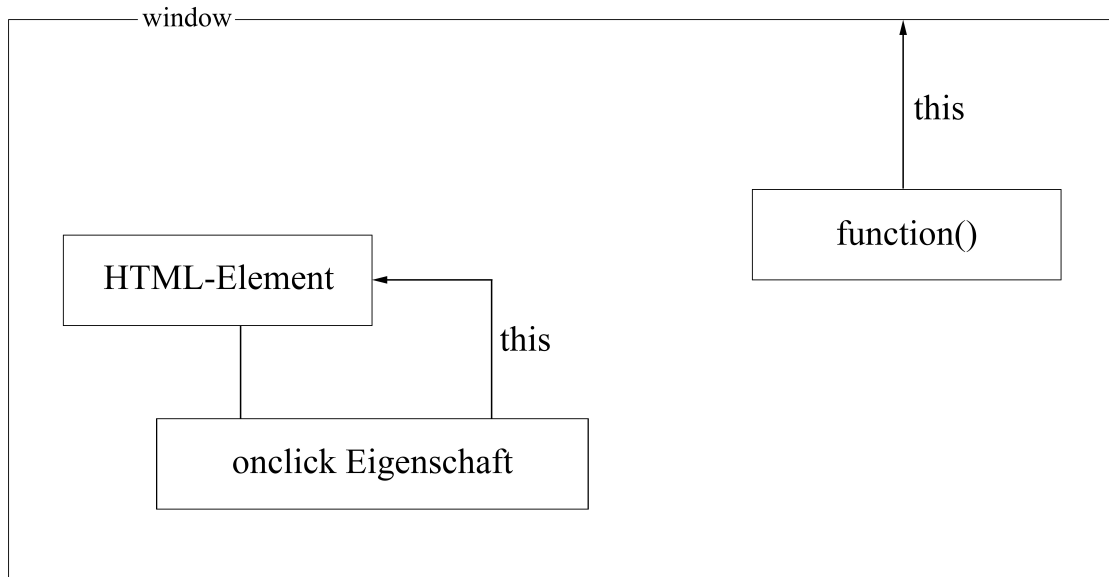 window
this
function()
HTML-Element
this
onclick Eigenschaft